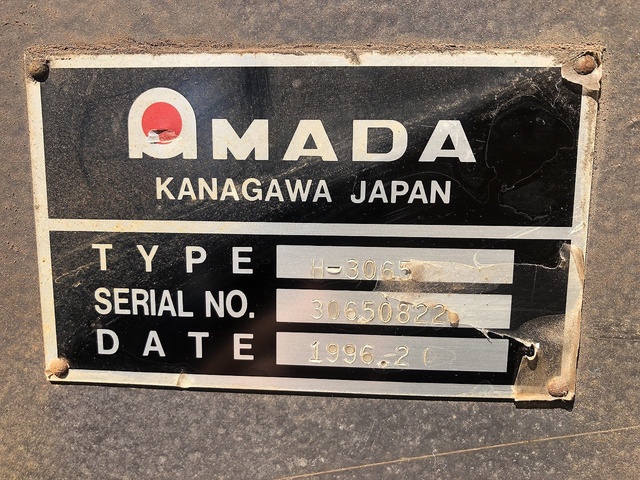 AMADA
KANAGAWA JAPAN
TYPE H-3065
SERIAL NO. 30650822
DATE 1996.2